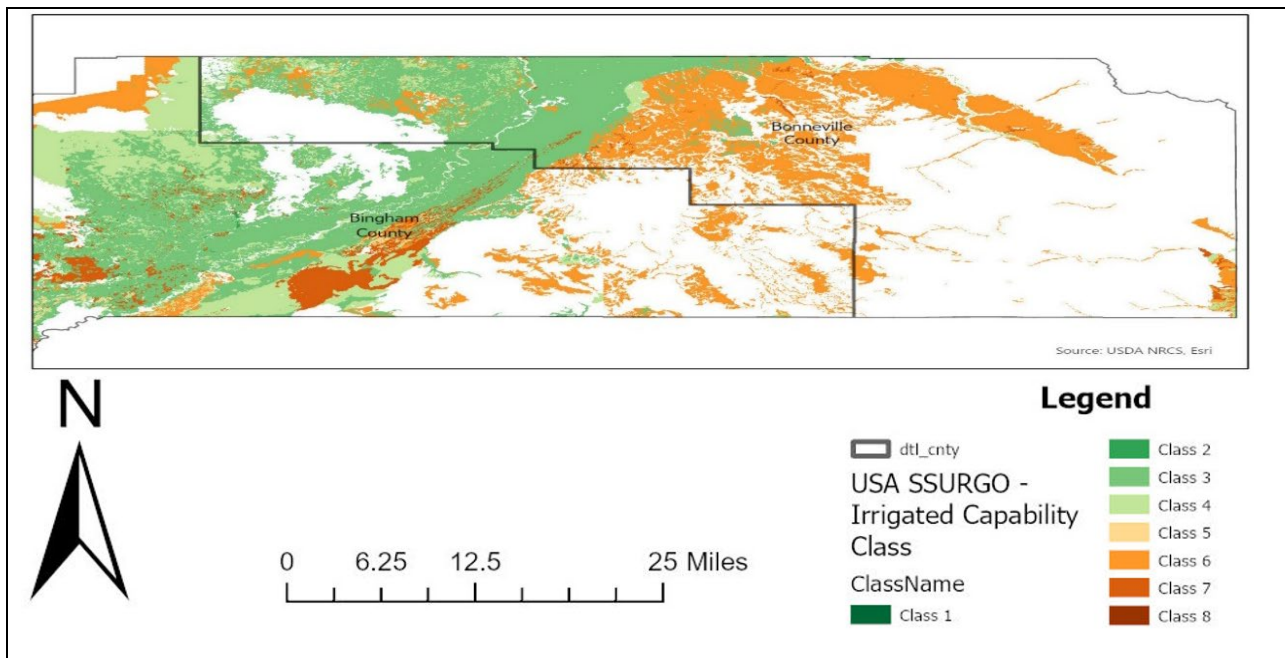 Bonneville
County
Bingham
County
Source: USDA NRCS, Esri
N
0 6.25 12.5 25 Miles
Legend
dtl_cnty
USA SSURGO -
Irrigated Capability
Class
ClassName
Class 1
Class 2
Class 3
Class 4
Class 5
Class 6
Class 7
Class 8